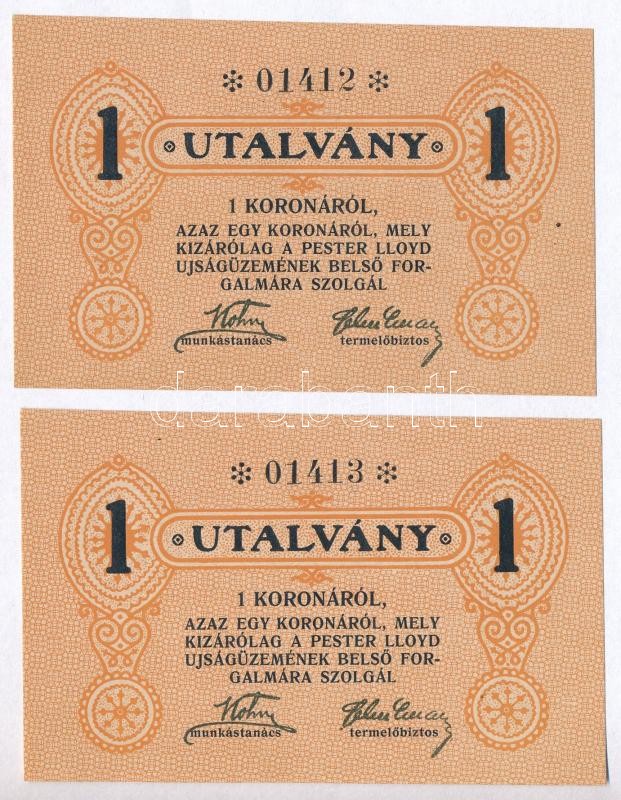 * 01412 *
1 UTALVÁNY 1
1 KORONÁRÓL,
AZAZ EGY KORONÁRÓL, MELY
KIZÁRÓLAG A PESTER LLOYD
UJSÁGÜZEMÉNEK BELSŐ FOR-
GALMÁRA SZOLGÁL
munkástanács termelőbiztos
darabanth
* 01413 *
1 UTALVÁNY 1
1 KORONÁRÓL,
AZAZ EGY KORONÁRÓL, MELY
KIZÁRÓLAG A PESTER LLOYD
UJSÁGÜZEMÉNEK BELSŐ FOR-
GALMÁRA SZOLGÁL
munkástanács termelőbiztos